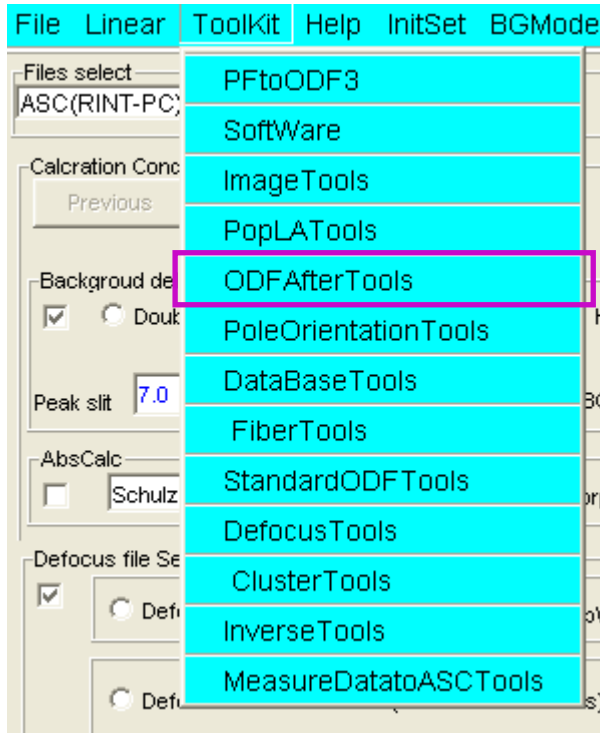 File Linear ToolKit Help InitSet BGMode
Files select
ASC(RINT-PC)
PFtoODF3
SoftWare
Calcration Conc
Previous
ImageTools
PopLATools
Backgroud de
ODFAfterTools
Doub
PoleOrientationTools
Peak slit 7.0
DataBaseTools
FiberTools
AbsCalc
Schulz
StandardODFTools
DefocusTools
Defocus file Se
ClusterTools
Defo
InverseTools
MeasureDatatoASCTools
Defo